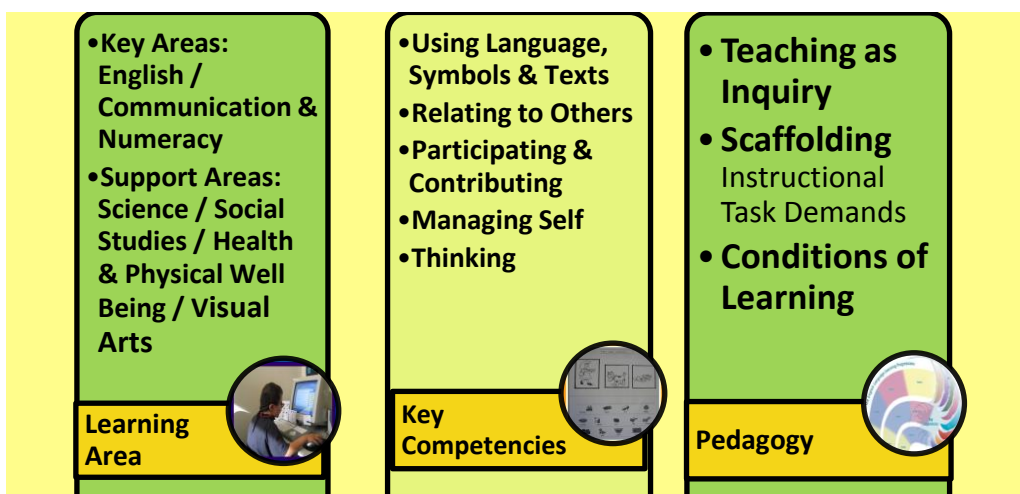 •Key Areas:
English /
Communication &
Numeracy
•Support Areas:
Science / Social
Studies / Health
& Physical Well
Being / Visual
Arts
Learning
Area
•Using Language,
Symbols & Texts
•Relating to Others
•Participating &
Contributing
•Managing Self
•Thinking
Key
Competencies
• Teaching as
Inquiry
• Scaffolding
Instructional
Task Demands
• Conditions of
Learning
Pedagogy